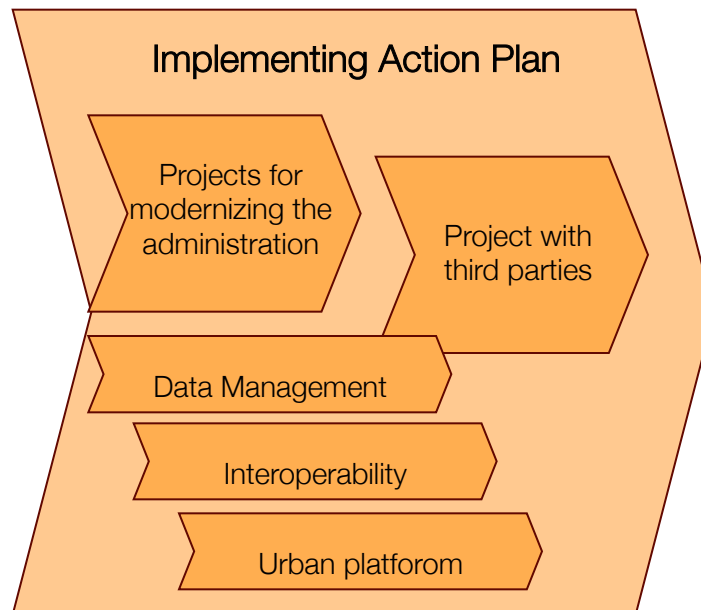 Implementing Action Plan
Projects for
modernizing the
administration
Project with
third parties
Data Management
Interoperability
Urban platforom